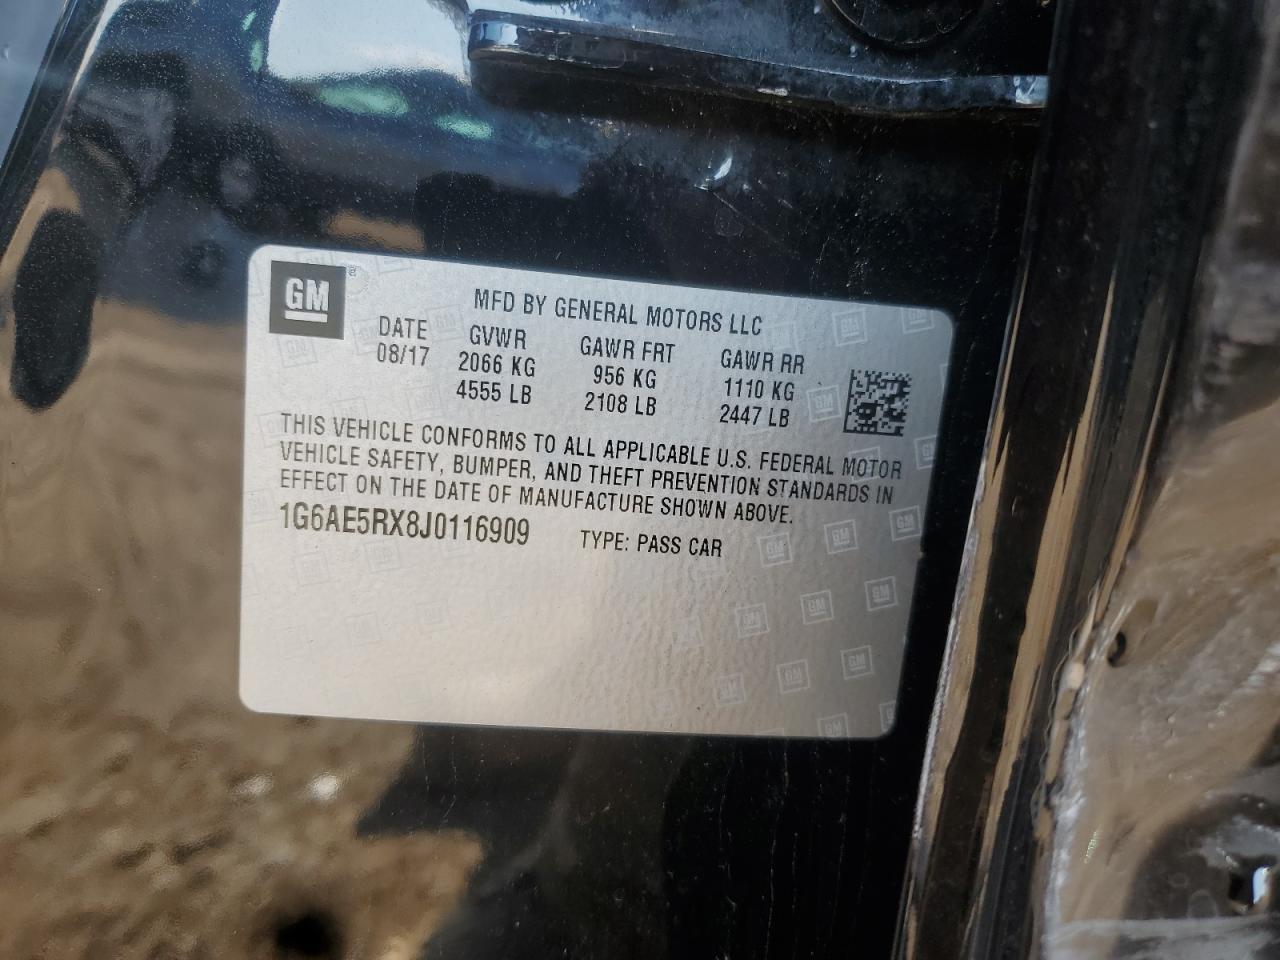 GM
MFD BY GENERAL MOTORS LLC
DATE GVWR GAWR FRT GAWR RR
08/17 2066 KG 956 KG 1110 KG
4555 LB 2108 LB 2447 LB
THIS VEHICLE CONFORMS TO ALL APPLICABLE U.S. FEDERAL MOTOR
VEHICLE SAFETY, BUMPER, AND THEFT PREVENTION STANDARDS IN
EFFECT ON THE DATE OF MANUFACTURE SHOWN ABOVE.
1G6AE5RX8J0116909 TYPE: PASS CAR